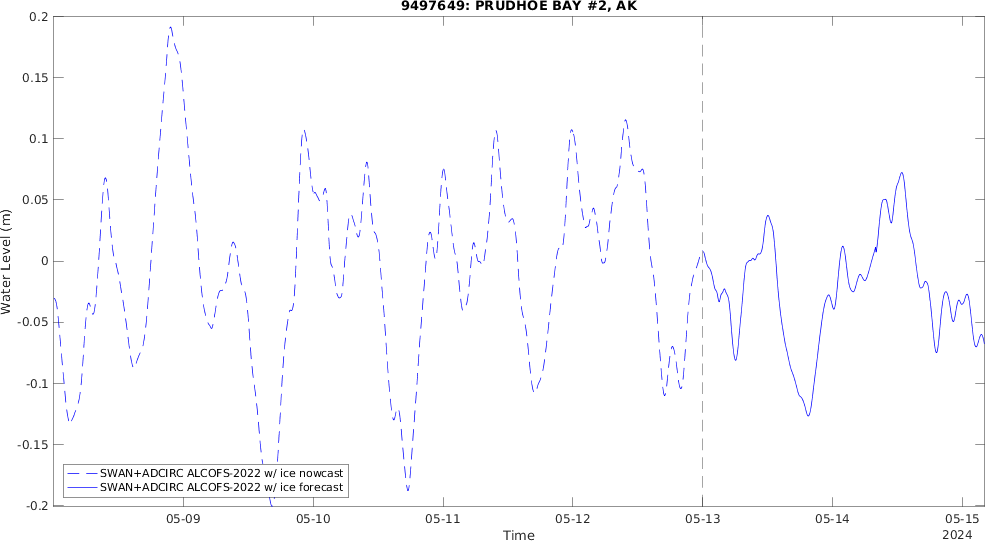 9497649: PRUDHOE BAY #2, AK
0.2
0.15
0.1
0.05
0
-0.05
-0.1
-0.15
-0.2
Water Level (m)
SWAN+ADCIRC ALCOFS-2022 w/ ice nowcast
SWAN+ADCIRC ALCOFS-2022 w/ ice forecast
05-09 05-10 05-11 05-12 05-13 05-14 05-15
Time
2024